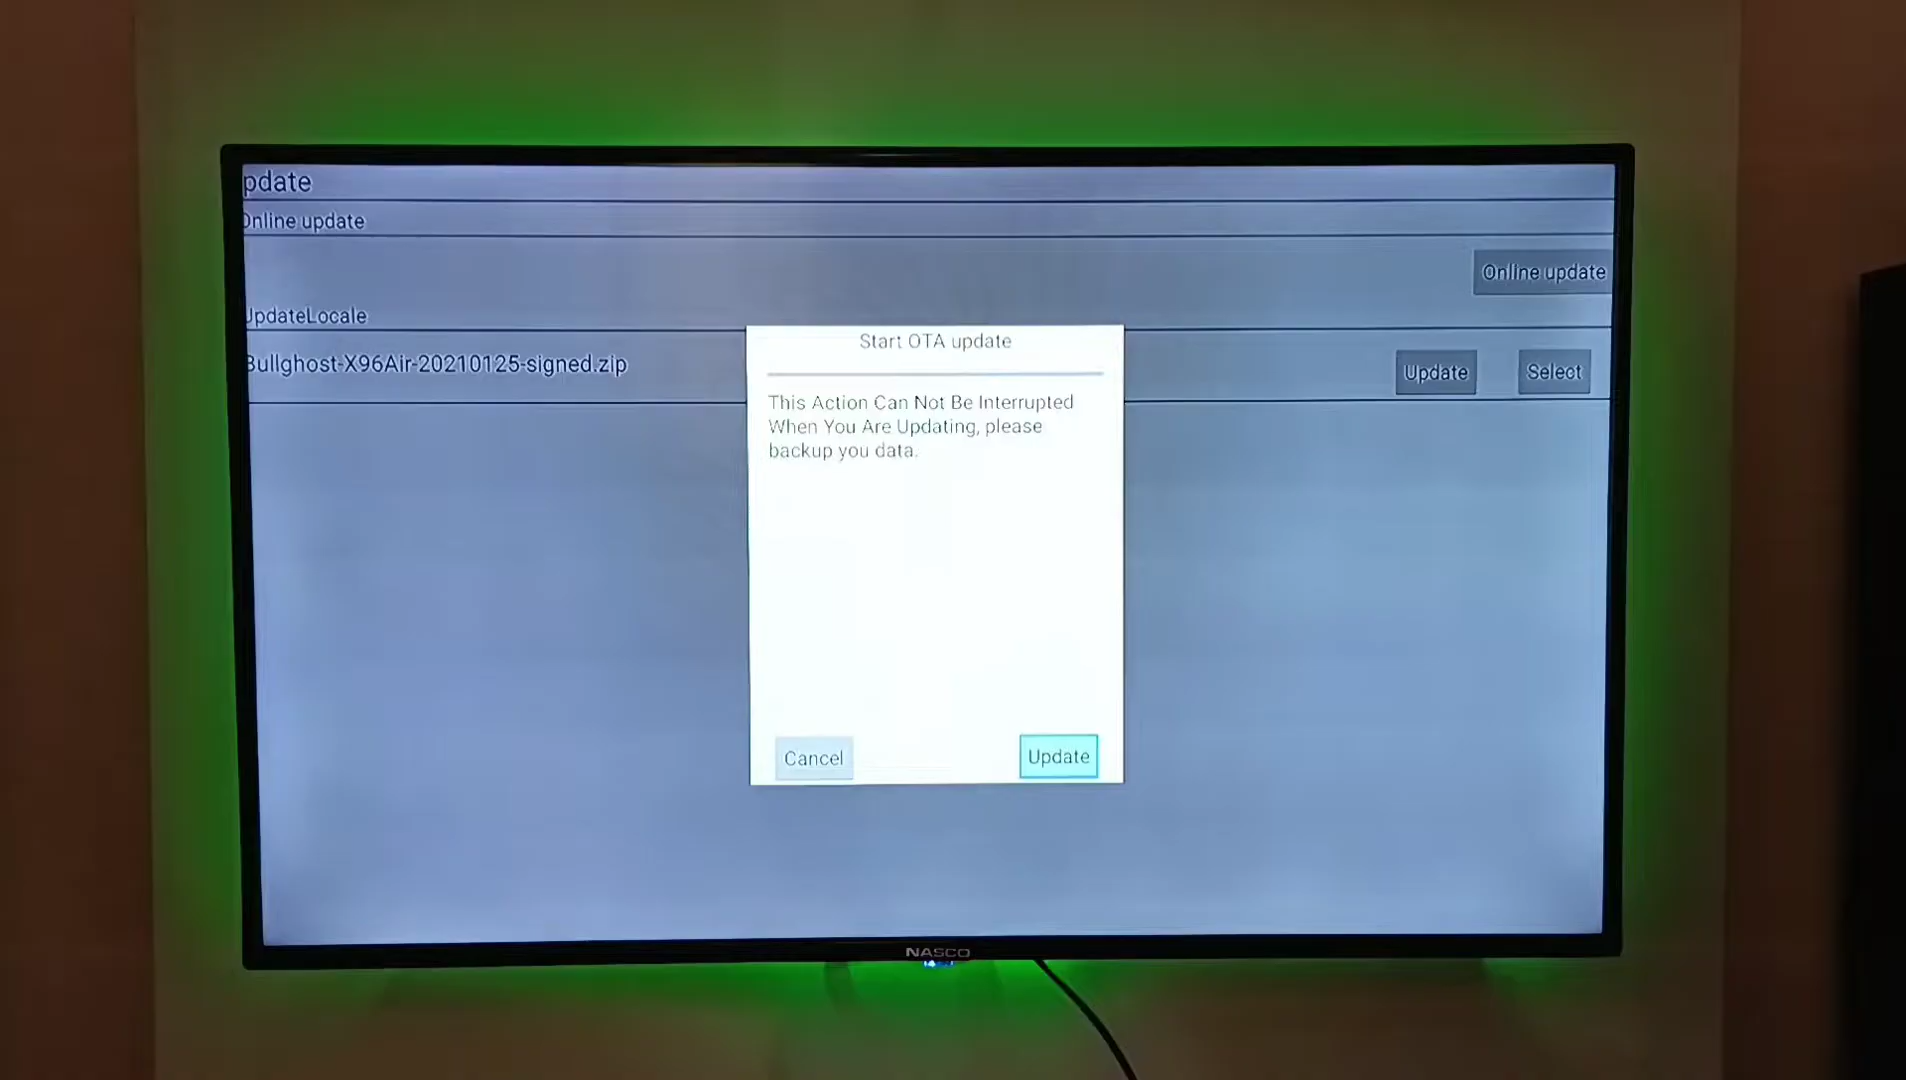 pdate
Online update
Online update
UpdateLocale
Bullghost-X96Air-20210125-signed.zip
Update
Select
Start OTA update
This Action Can Not Be Interrupted
When You Are Updating, please
backup you data.
Cancel
Update
NASCO